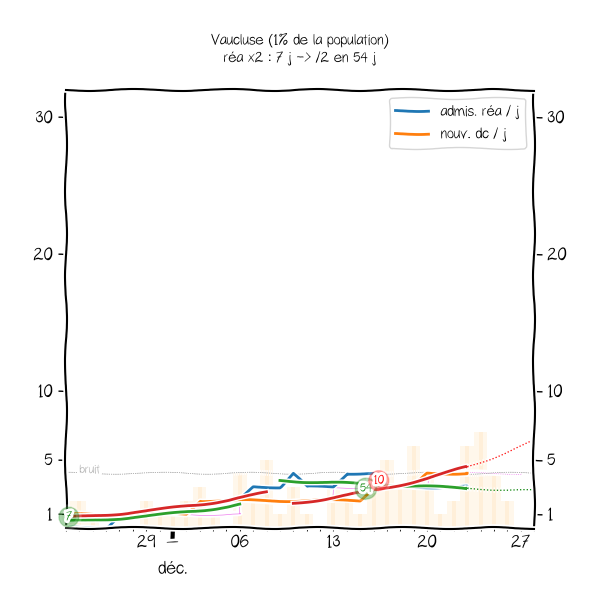 Vaucluse (1% de la population)
réa x2 : 7 j -> /2 en 54 j
admis. réa / j
nouv. dc / j
30 30
20 20
10 10
5 5
bruit
1 1
7
54
10
29 1 06 13 20 27
déc.